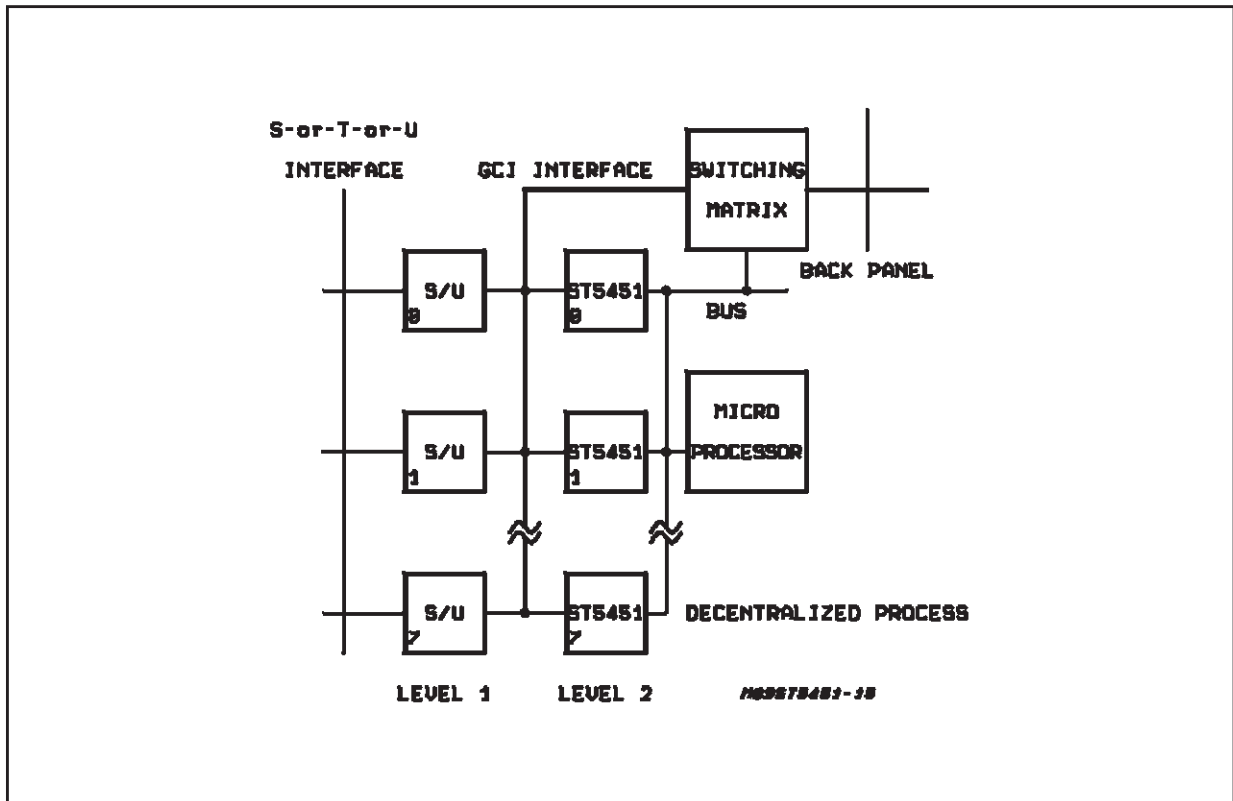 S-or-T-or-U
INTERFACE
GCI INTERFACE
SWITCHING
MATRIX
BACK PANEL
S/U
0
ST5451
0
BUS
MICRO
PROCESSOR
S/U
1
ST5451
1
S/U
7
ST5451
7
DECENTRALIZED PROCESS
LEVEL 1
LEVEL 2